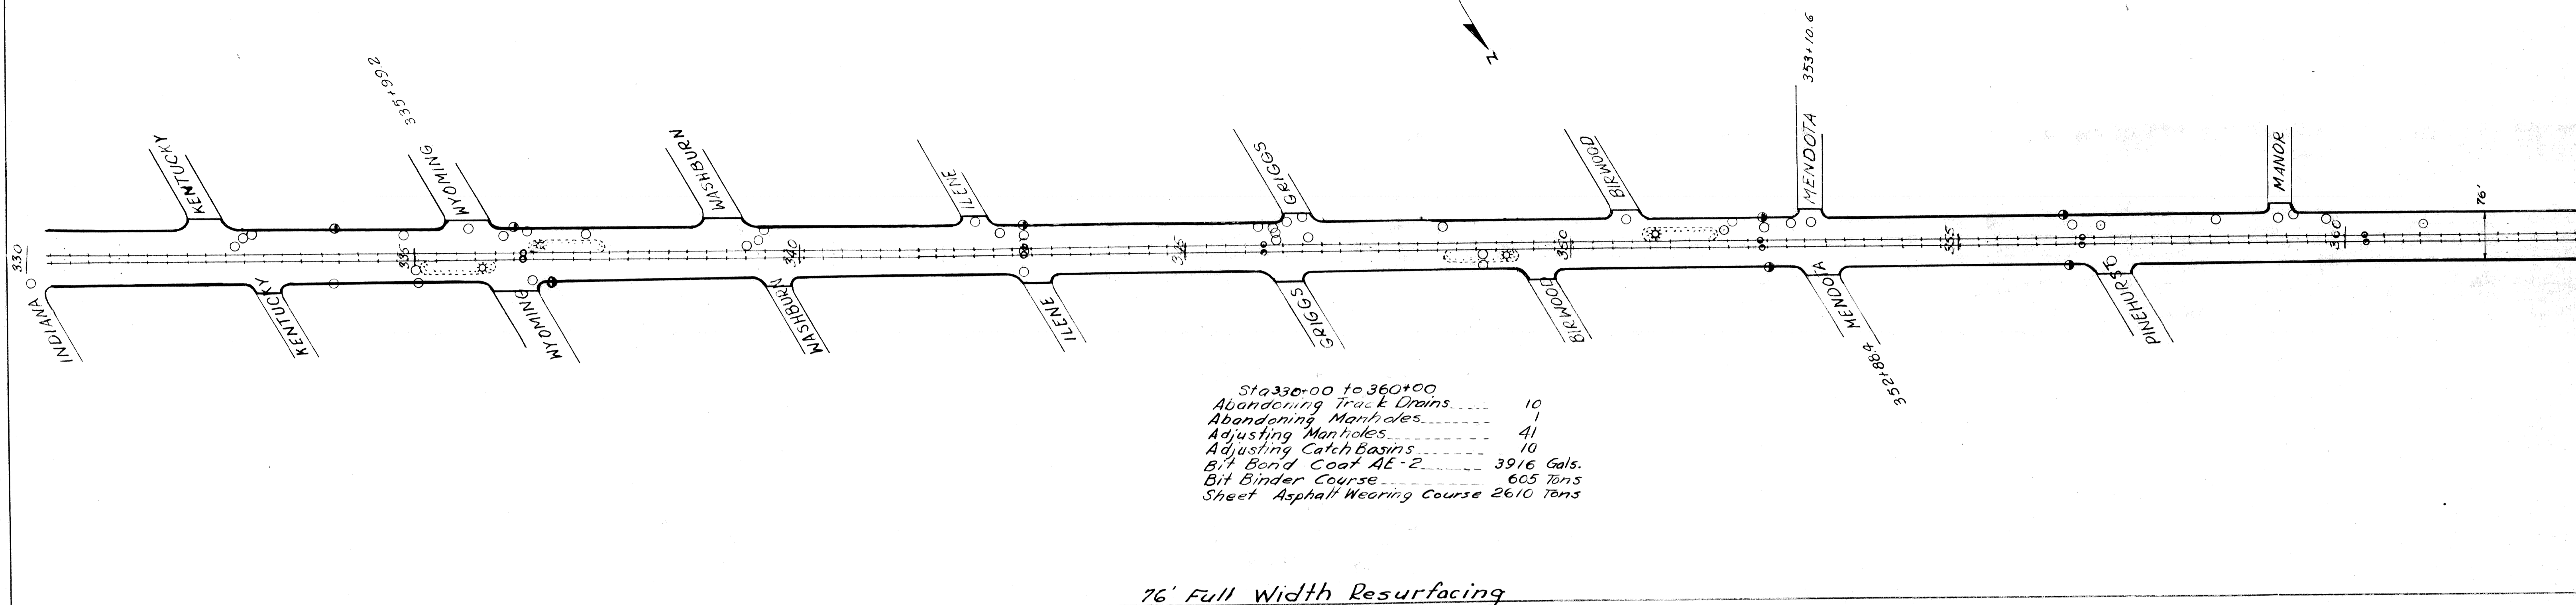 N
353+10.6
335+99.2
KENTUCKY
WYOMING
WASHBURN
ILENE
GRIGGS
BIRWOOD
MENDOTA
MANOR
76'
330
335
340
345
350
355
360
INDIANA
KENTUCKY
WYOMING
WASHBURN
ILENE
GRIGGS
BIRWOOD
MENDOTA
352+88.4
PINEHURST
Sta 330+00 to 360+00
Abandoning Track Drains 10
Abandoning Manholes 1
Adjusting Manholes 41
Adjusting Catch Basins 10
Bit Bond Coat AE-2 3916 Gals.
Bit Binder Course 605 Tons
Sheet Asphalt Wearing Course 2610 Tons
76' Full Width Resurfacing